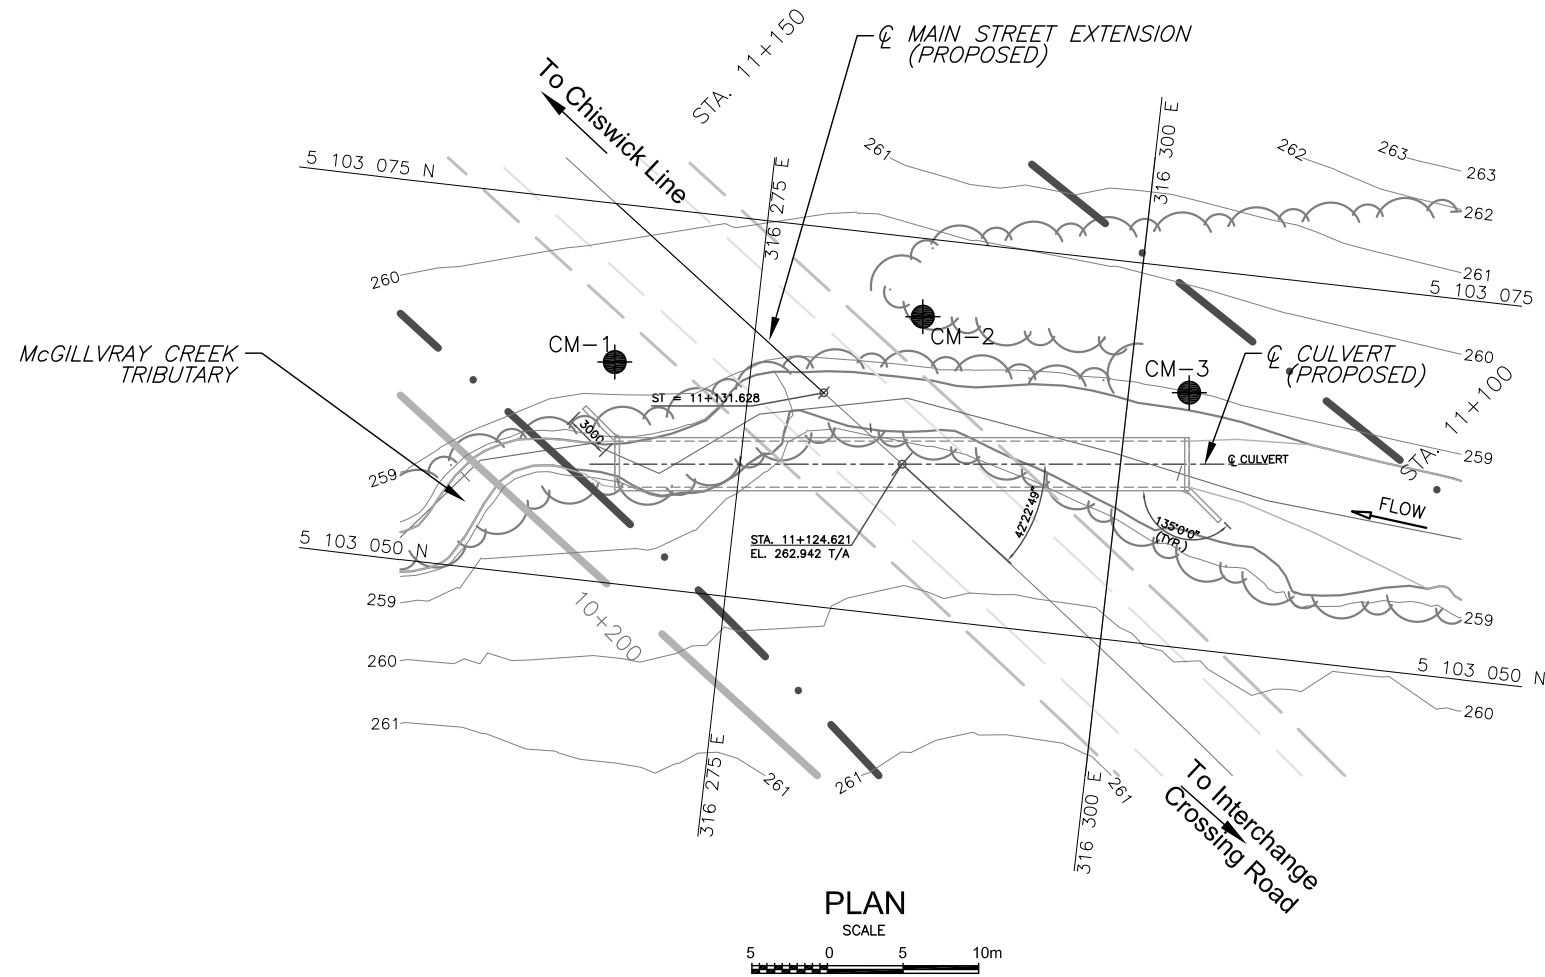 STA. 11+150
℄ MAIN STREET EXTENSION
(PROPOSED)
To Chiswick Line
316 300 E
261
262
263
5 103 075 N
316 275 E
263
262
260
261
5 103 075
CM-1
CM-2
McGILLVRAY CREEK
TRIBUTARY
260
℄ CULVERT
(PROPOSED)
CM-3
ST = 11+131.628
STA. 11+100
3000
259
℄ CULVERT
259
42°22'49"
FLOW
135°0'0"
(TYP.)
STA. 11+124.621
EL. 262.942 T/A
5 103 050 N
259
10+200
259
260
5 103 050 N
260
261
316 275 E
261
261
261
316 300 E
To Interchange
Crossing Road
PLAN
SCALE
5 0 5 10m